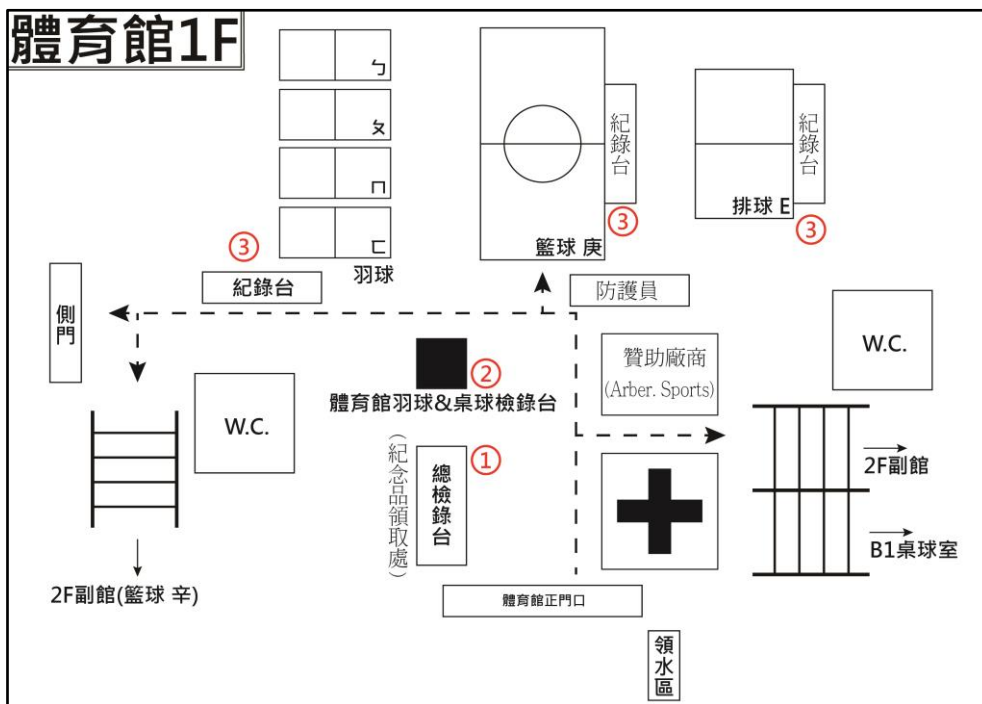 體育館1F
ㄅ
ㄆ
ㄇ
ㄈ
羽球
③
紀錄台
紀錄台
籃球 庚
③
紀錄台
排球 E
③
側門
防護員
贊助廠商
(Arber. Sports)
W.C.
②
體育館羽球&桌球檢錄台
W.C.
(紀念品領取處)
總檢錄台
①
2F副館
B1桌球室
2F副館(籃球 辛)
體育館正門口
領水區